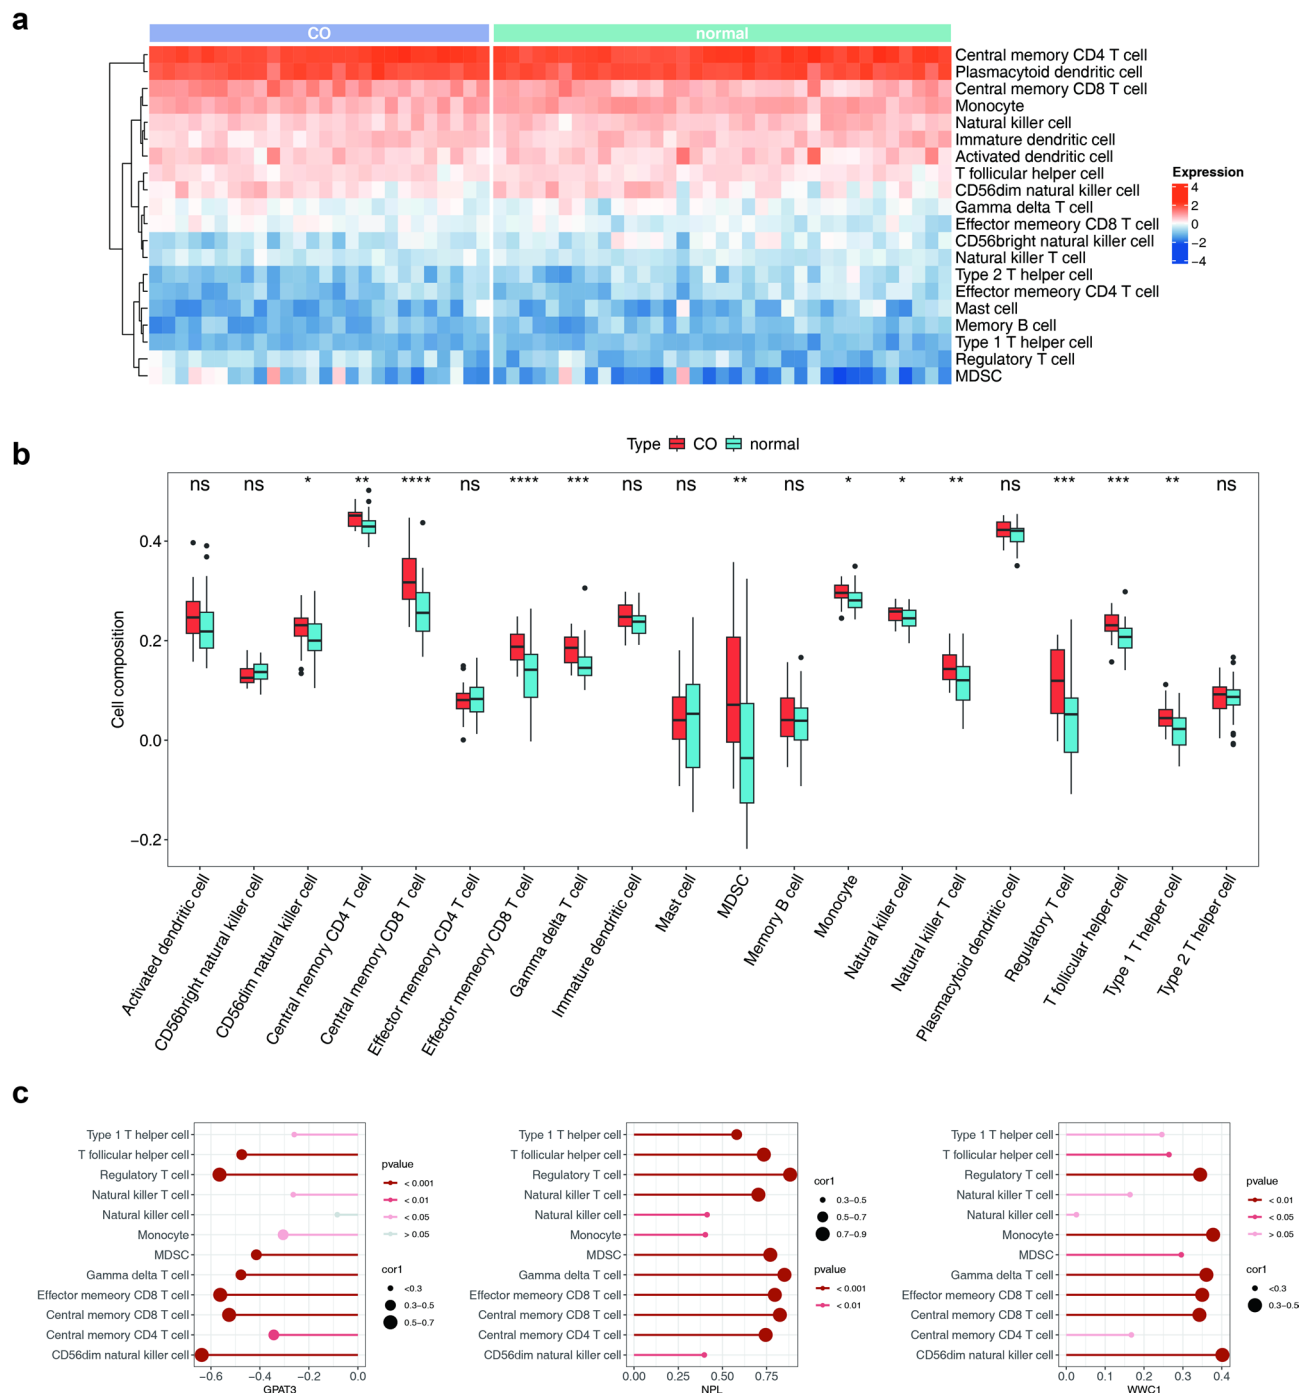 a
CO normal
Central memory CD4 T cell
Plasmacytoid dendritic cell
Central memory CD8 T cell
Monocyte
Natural killer cell
Immature dendritic cell
Activated dendritic cell
T follicular helper cell
CD56dim natural killer cell
Gamma delta T cell
Effector memeory CD8 T cell
CD56bright natural killer cell
Natural killer T cell
Type 2 T helper cell
Effector memeory CD4 T cell
Mast cell
Memory B cell
Type 1 T helper cell
Regulatory T cell
MDSC
Expression
4
2
0
−2
−4
b
Type CO normal
ns ns * ** **** ns **** *** ns ns ** ns * * ** ns *** *** ** ns
Cell composition
0.4
0.2
0.0
−0.2
Activated dendritic cell
CD56bright natural killer cell
CD56dim natural killer cell
Central memory CD4 T cell
Central memory CD8 T cell
Effector memeory CD4 T cell
Effector memeory CD8 T cell
Gamma delta T cell
Immature dendritic cell
Mast cell
MDSC
Memory B cell
Monocyte
Natural killer cell
Natural killer T cell
Plasmacytoid dendritic cell
Regulatory T cell
T follicular helper cell
Type 1 T helper cell
Type 2 T helper cell
c
Type 1 T helper cell
T follicular helper cell
Regulatory T cell
Natural killer T cell
Natural killer cell
Monocyte
MDSC
Gamma delta T cell
Effector memeory CD8 T cell
Central memory CD8 T cell
Central memory CD4 T cell
CD56dim natural killer cell
−0.6 −0.4 −0.2 0.0
GPAT3
pvalue
< 0.001
< 0.01
< 0.05
> 0.05
cor1
<0.3
0.3−0.5
0.5−0.7
Type 1 T helper cell
T follicular helper cell
Regulatory T cell
Natural killer T cell
Natural killer cell
Monocyte
MDSC
Gamma delta T cell
Effector memeory CD8 T cell
Central memory CD8 T cell
Central memory CD4 T cell
CD56dim natural killer cell
0.00 0.25 0.50 0.75
NPL
cor1
0.3−0.5
0.5−0.7
0.7−0.9
pvalue
< 0.001
< 0.01
Type 1 T helper cell
T follicular helper cell
Regulatory T cell
Natural killer T cell
Natural killer cell
Monocyte
MDSC
Gamma delta T cell
Effector memeory CD8 T cell
Central memory CD8 T cell
Central memory CD4 T cell
CD56dim natural killer cell
0.0 0.1 0.2 0.3 0.4
WWC1
pvalue
< 0.01
< 0.05
> 0.05
cor1
<0.3
0.3−0.5